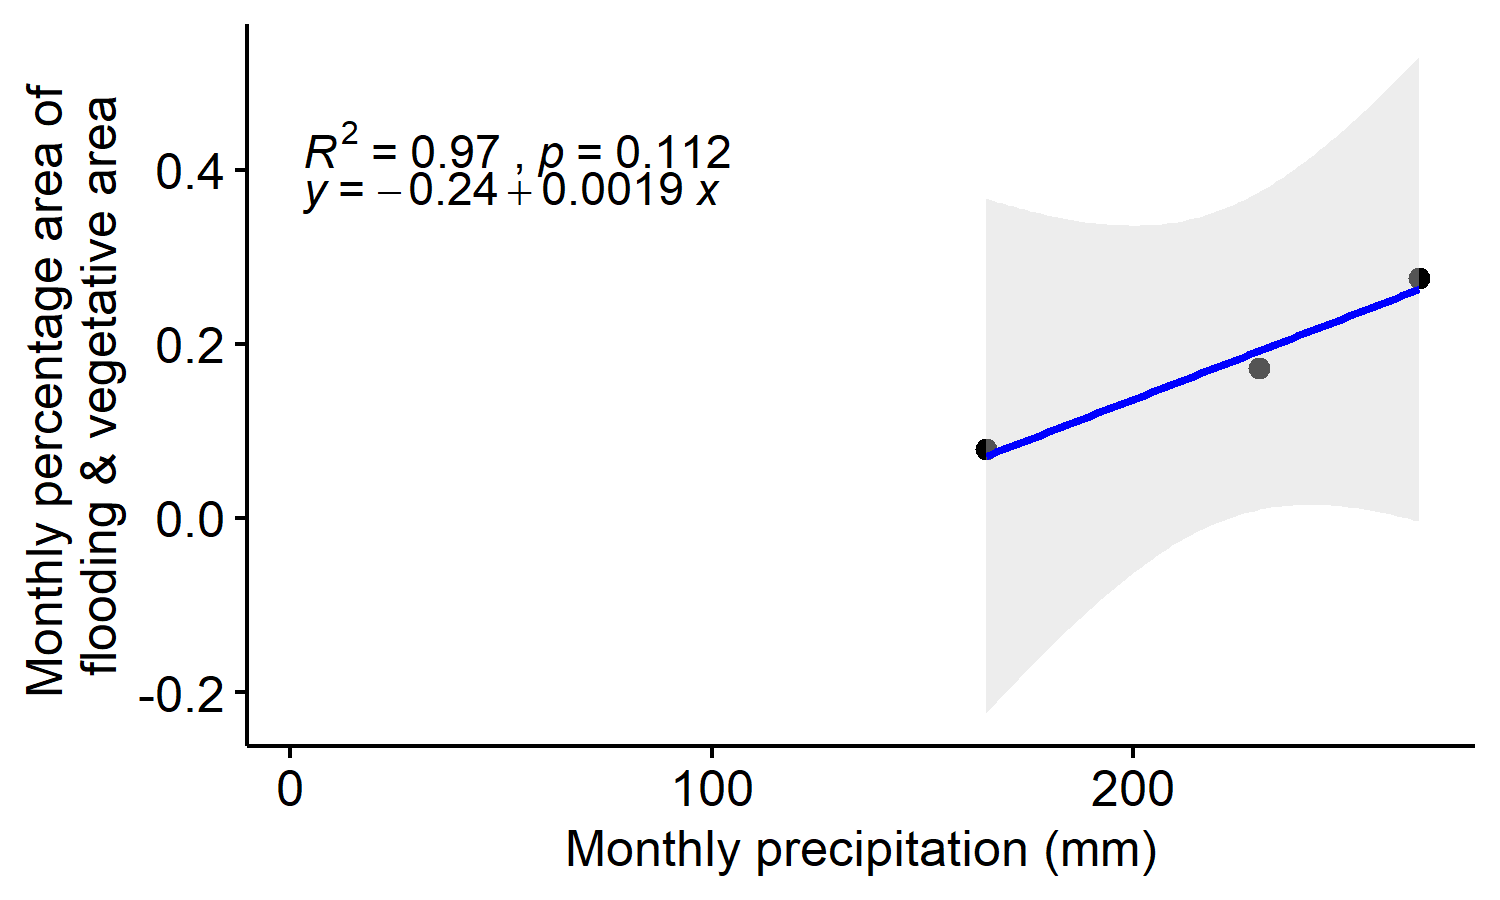 Monthly percentage area of
flooding & vegetative area
R² = 0.97 , p = 0.112
y = −0.24 + 0.0019 x
0.4
0.2
0.0
-0.2
0 100 200
Monthly precipitation (mm)